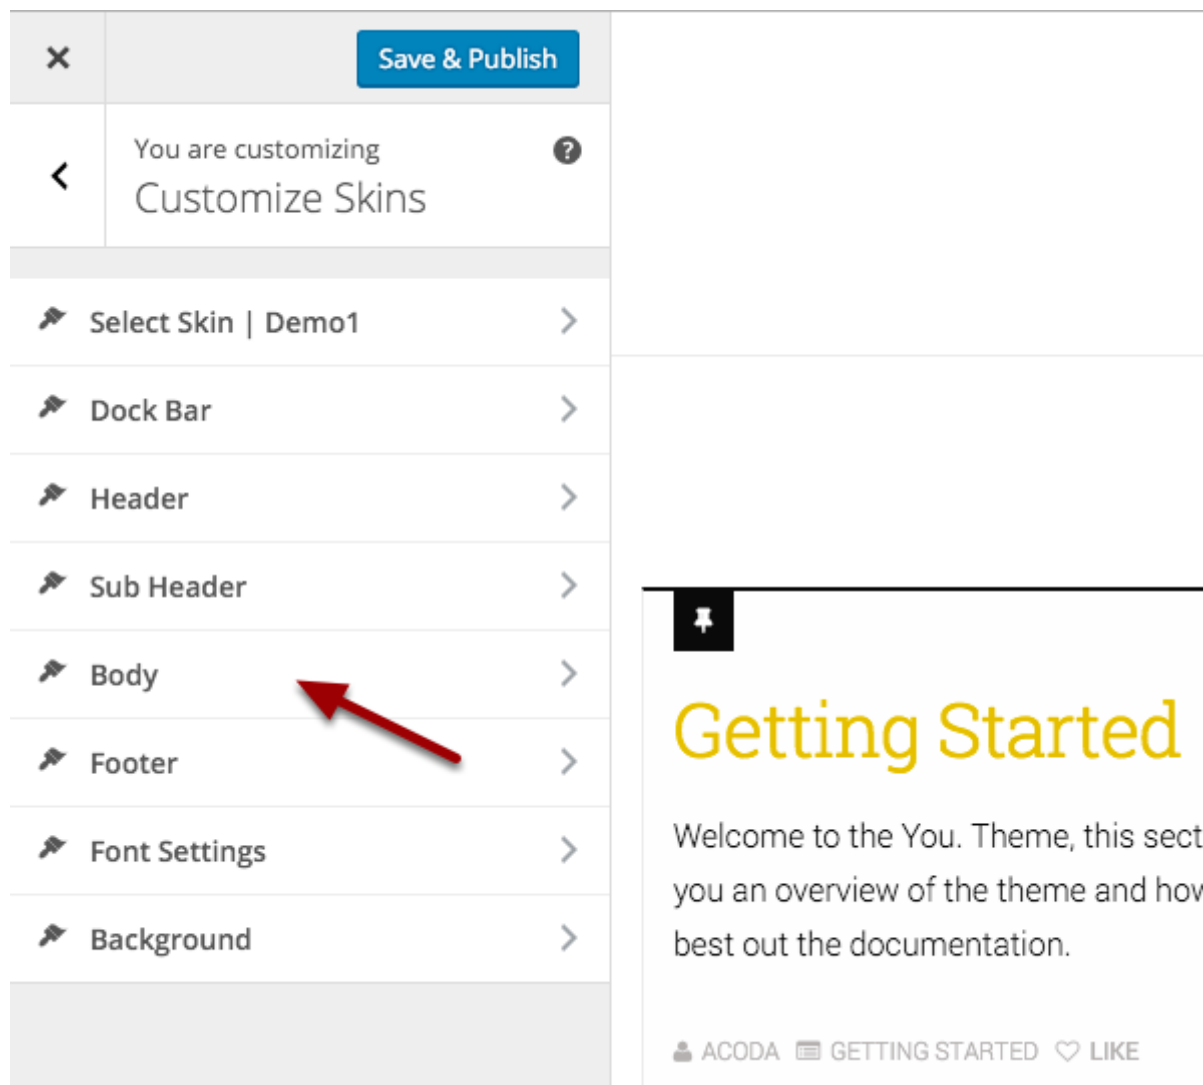 Save & Publish
You are customizing
Customize Skins
Select Skin | Demo1
Dock Bar
Header
Sub Header
Body
Footer
Font Settings
Background
Getting Started
Welcome to the You. Theme, this sect
you an overview of the theme and how
best out the documentation.
ACODA GETTING STARTED LIKE